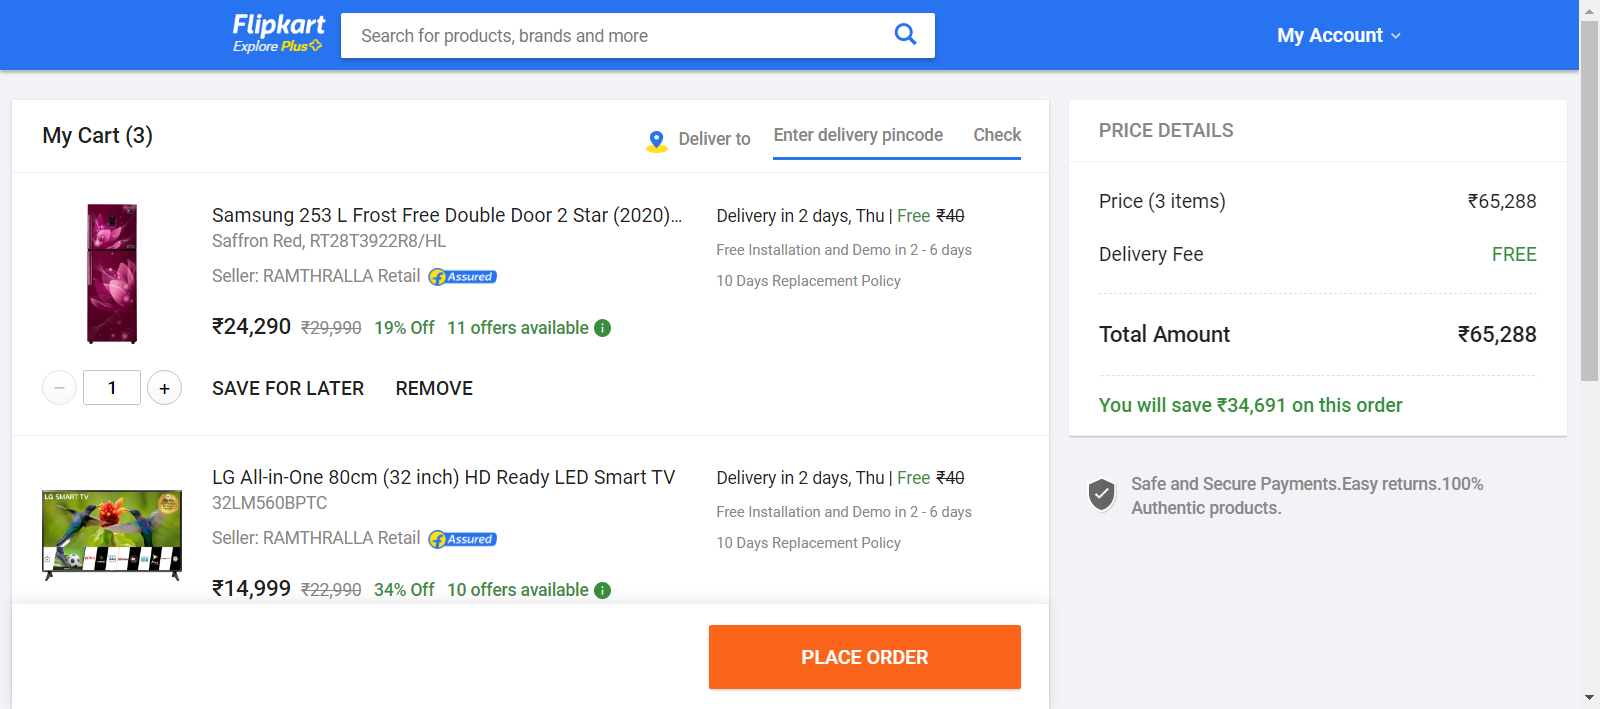 Flipkart
Explore Plus
Search for products, brands and more
My Account
My Cart (3)
Deliver to
Enter delivery pincode
Check
Samsung 253 L Frost Free Double Door 2 Star (2020)...
Saffron Red, RT28T3922R8/HL
Seller: RAMTHRALLA Retail
f Assured
₹24,290 ₹29,990 19% Off 11 offers available i
Delivery in 2 days, Thu | Free ₹40
Free Installation and Demo in 2 - 6 days
10 Days Replacement Policy
− 1 +
SAVE FOR LATER
REMOVE
LG SMART TV
LG All-in-One 80cm (32 inch) HD Ready LED Smart TV
32LM560BPTC
Seller: RAMTHRALLA Retail
f Assured
₹14,999 ₹22,990 34% Off 10 offers available i
Delivery in 2 days, Thu | Free ₹40
Free Installation and Demo in 2 - 6 days
10 Days Replacement Policy
PLACE ORDER
PRICE DETAILS
Price (3 items) ₹65,288
Delivery Fee FREE
Total Amount ₹65,288
You will save ₹34,691 on this order
Safe and Secure Payments.Easy returns.100%
Authentic products.